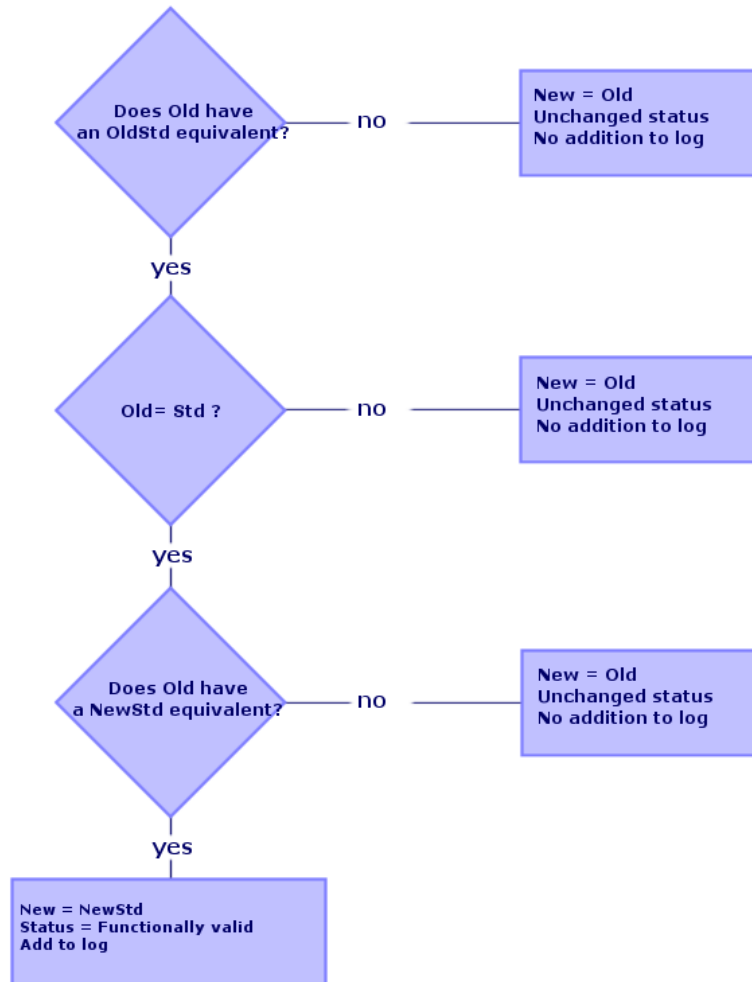 Does Old have
an OldStd equivalent?
no
New = Old
Unchanged status
No addition to log
yes
Old= Std ?
no
New = Old
Unchanged status
No addition to log
yes
Does Old have
a NewStd equivalent?
no
New = Old
Unchanged status
No addition to log
yes
New = NewStd
Status = Functionally valid
Add to log